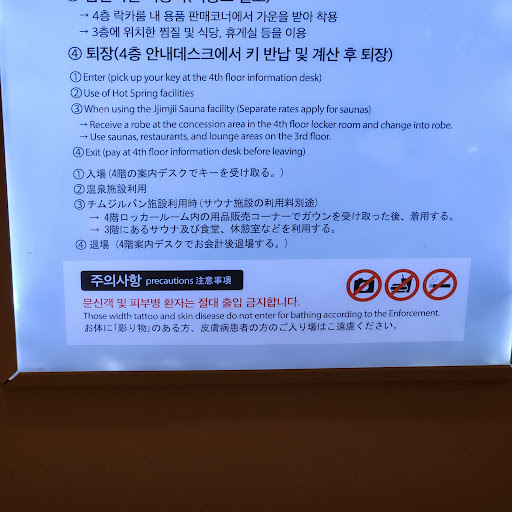 → 4층 락카룸 내 용품 판매코너에서 가운을 받아 착용
→ 3층에 위치한 찜질 및 식당, 휴게실 등을 이용
④ 퇴장(4층 안내데스크에서 키 반납 및 계산 후 퇴장)
① Enter (pick up your key at the 4th floor information desk)
② Use of Hot Spring facilities
③ When using the Jjimjil Sauna facility (Separate rates apply for saunas)
→ Receive a robe at the concession area in the 4th floor locker room and change into robe.
→ Use saunas, restaurants, and lounge areas on the 3rd floor.
④ Exit (pay at 4th floor information desk before leaving)
① 入場 (4階の案内デスクでキーを受け取る。)
② 温泉施設利用
③ チムジルバン施設利用時 (サウナ施設の利用料別途)
→ 4階ロッカールーム内の用品販売コーナーでガウンを受け取った後、着用する。
→ 3階にあるサウナ及び食堂、休憩室などを利用する。
④ 退場 (4階案内デスクでお会計後退場する。)
주의사항 precautions 注意事項
문신객 및 피부병 환자는 절대 출입 금지합니다.
Those width tattoo and skin disease do not enter for bathing according to the Enforcement.
お体に「彫り物」のある方、皮膚病患者の方のご入り場はご遠慮ください。